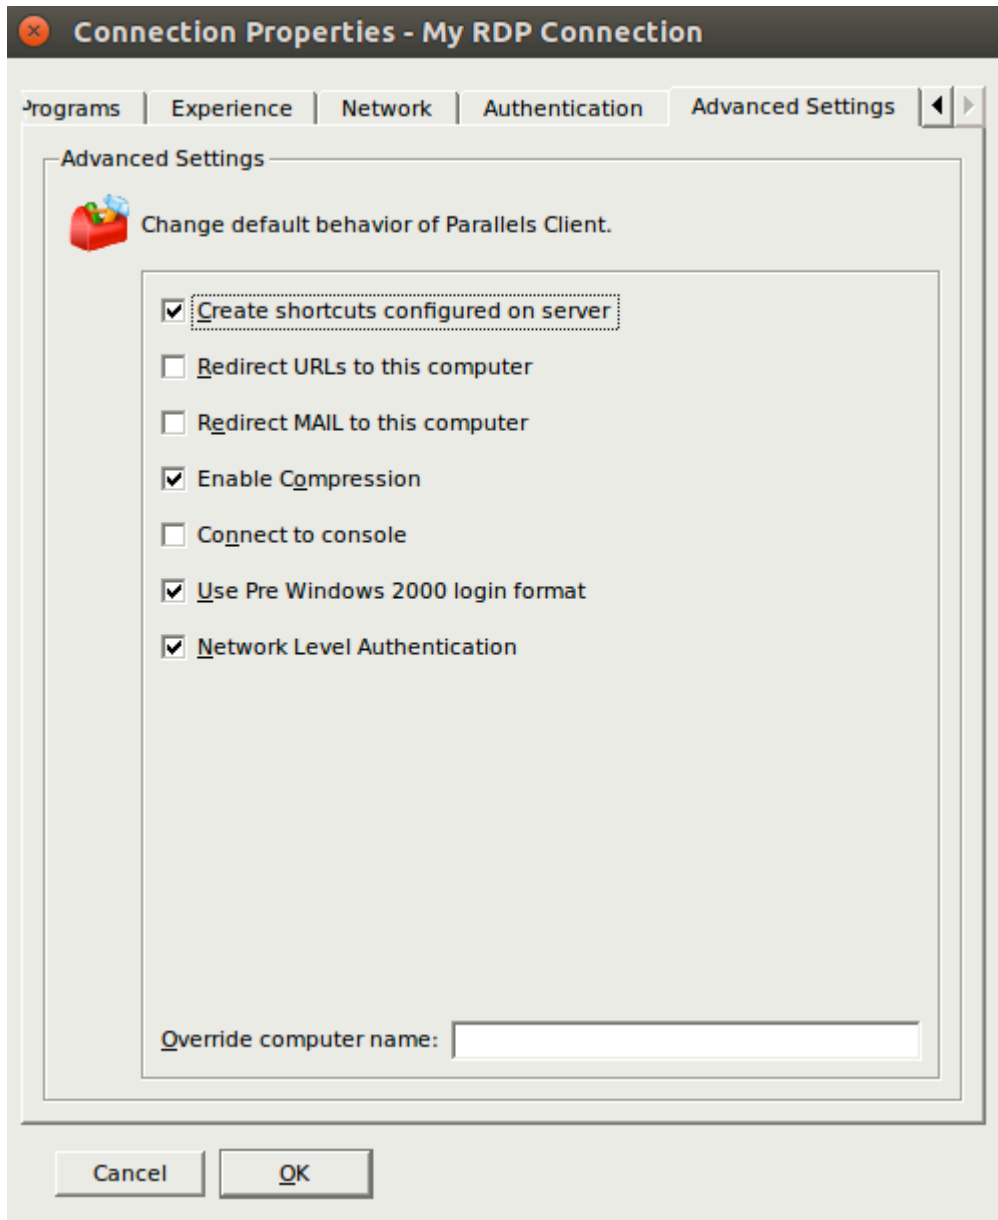 Connection Properties - My RDP Connection
Programs Experience Network Authentication Advanced Settings
Advanced Settings
Change default behavior of Parallels Client.
Create shortcuts configured on server
Redirect URLs to this computer
Redirect MAIL to this computer
Enable Compression
Connect to console
Use Pre Windows 2000 login format
Network Level Authentication
Override computer name:
Cancel OK